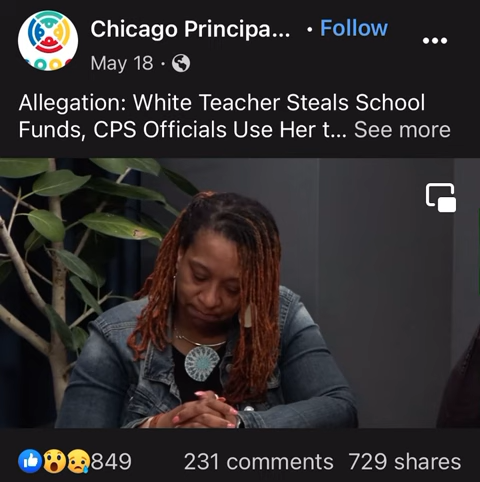 Chicago Principa... · Follow
May 18 ·
Allegation: White Teacher Steals School
Funds, CPS Officials Use Her t... See more
849 231 comments 729 shares